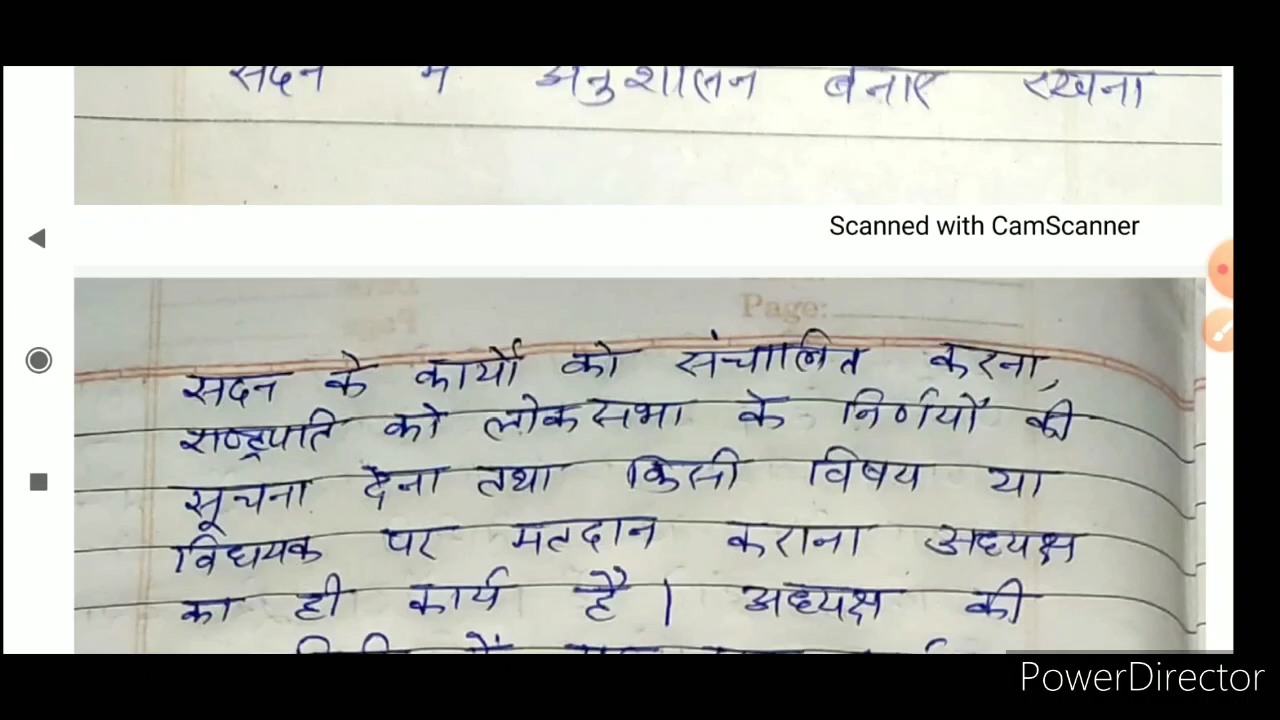 सदन में अनुशासन बनाए रखना
Scanned with CamScanner
Page:
सदन के कार्यो को संचालित करना,
राष्ट्रपति को लोकसभा के निर्णयों की
सूचना देना तथा किसी विषय या
विधयक पर मतदान कराना अध्यक्ष
का ही कार्य है । अध्यक्ष की
PowerDirector